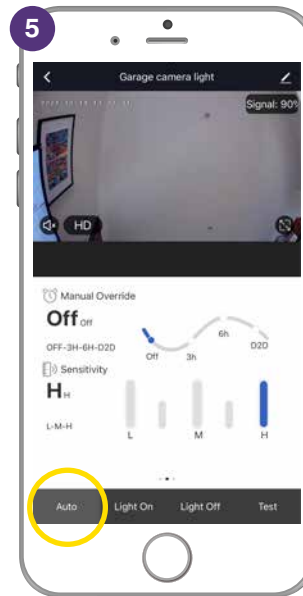 5
Garage camera light
Signal: 90%
HD
Manual Override
Off Off
OFF-3H-6H-D2D
Off 3h 6h D2D
Sensitivity
H H
L-M-H
L M H
Auto Light On Light Off Test